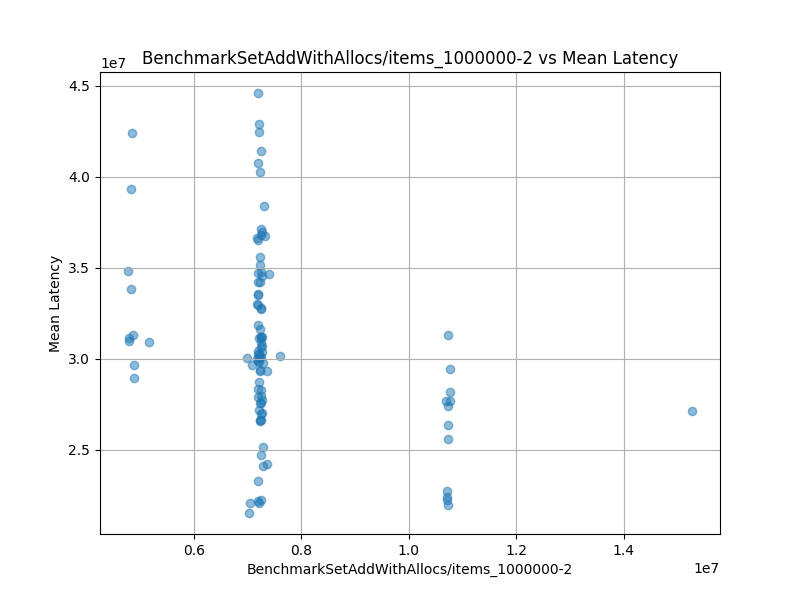 BenchmarkSetAddWithAllocs/items_1000000-2 vs Mean Latency
1e7
4.5
4.0
3.5
3.0
2.5
Mean Latency
0.6 0.8 1.0 1.2 1.4
BenchmarkSetAddWithAllocs/items_1000000-2
1e7